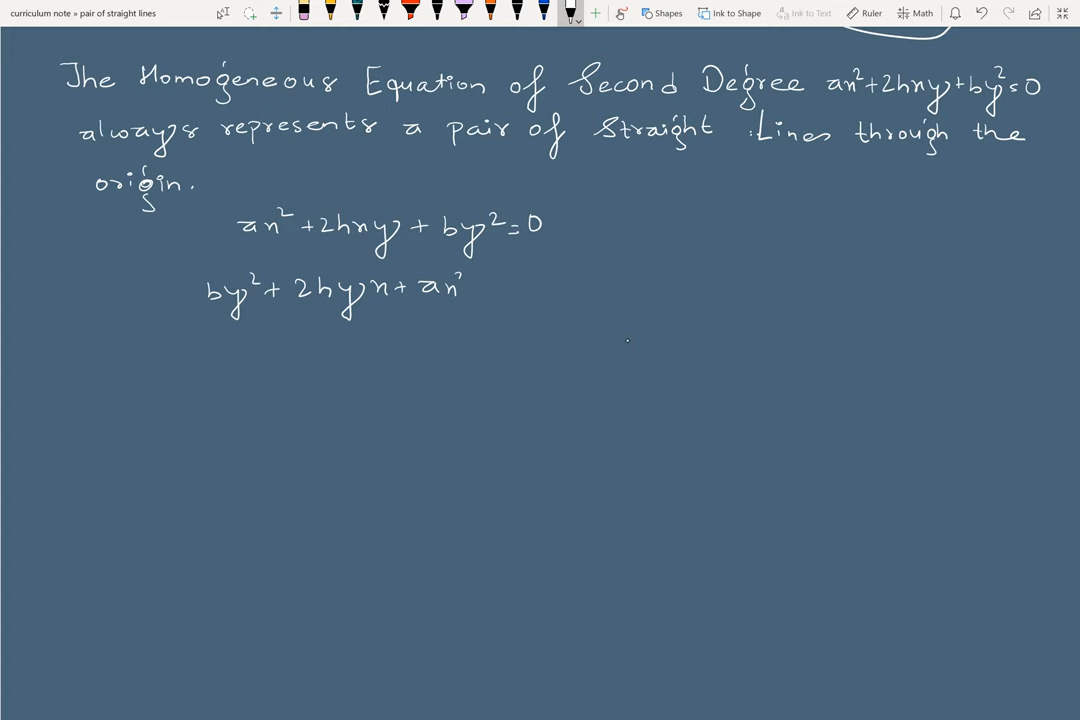 curriculum note » pair of straight lines
Shapes Ink to Shape Ink to Text Ruler Math
The Homogeneous Equation of Second Degree ax²+2hxy+by²=0
always represents a pair of Straight Lines through the
origin.
ax²+2hxy+by²=0
by²+2hyx+ax²